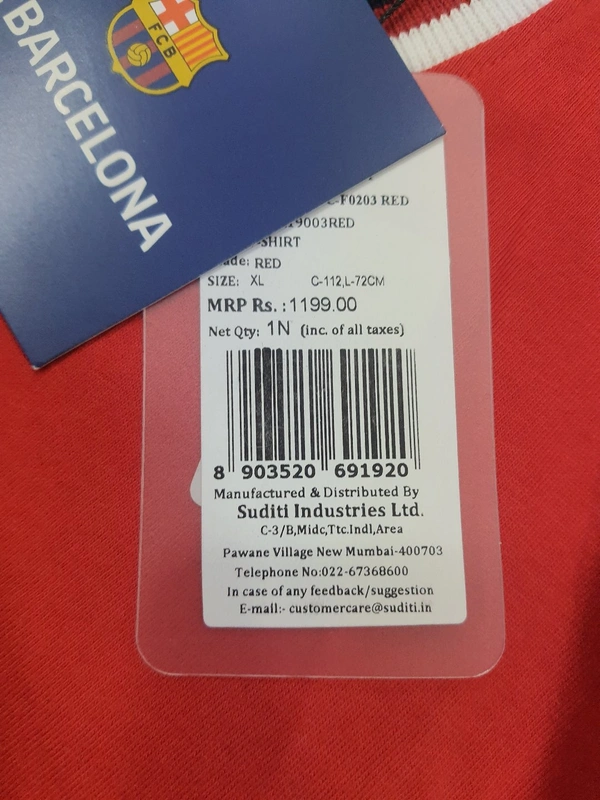 BARCELONA
FCB
-F0203 RED
19003RED
-SHIRT
ade: RED
SIZE: XL C-112,L-72CM
MRP Rs. :1199.00
Net Qty: 1N (inc. of all taxes)
8 903520 691920
Manufactured & Distributed By
Suditi Industries Ltd.
C-3/B,Midc,Ttc.Indl,Area
Pawane Village New Mumbai-400703
Telephone No:022-67368600
In case of any feedback/suggestion
E-mail:- customercare@suditi.in